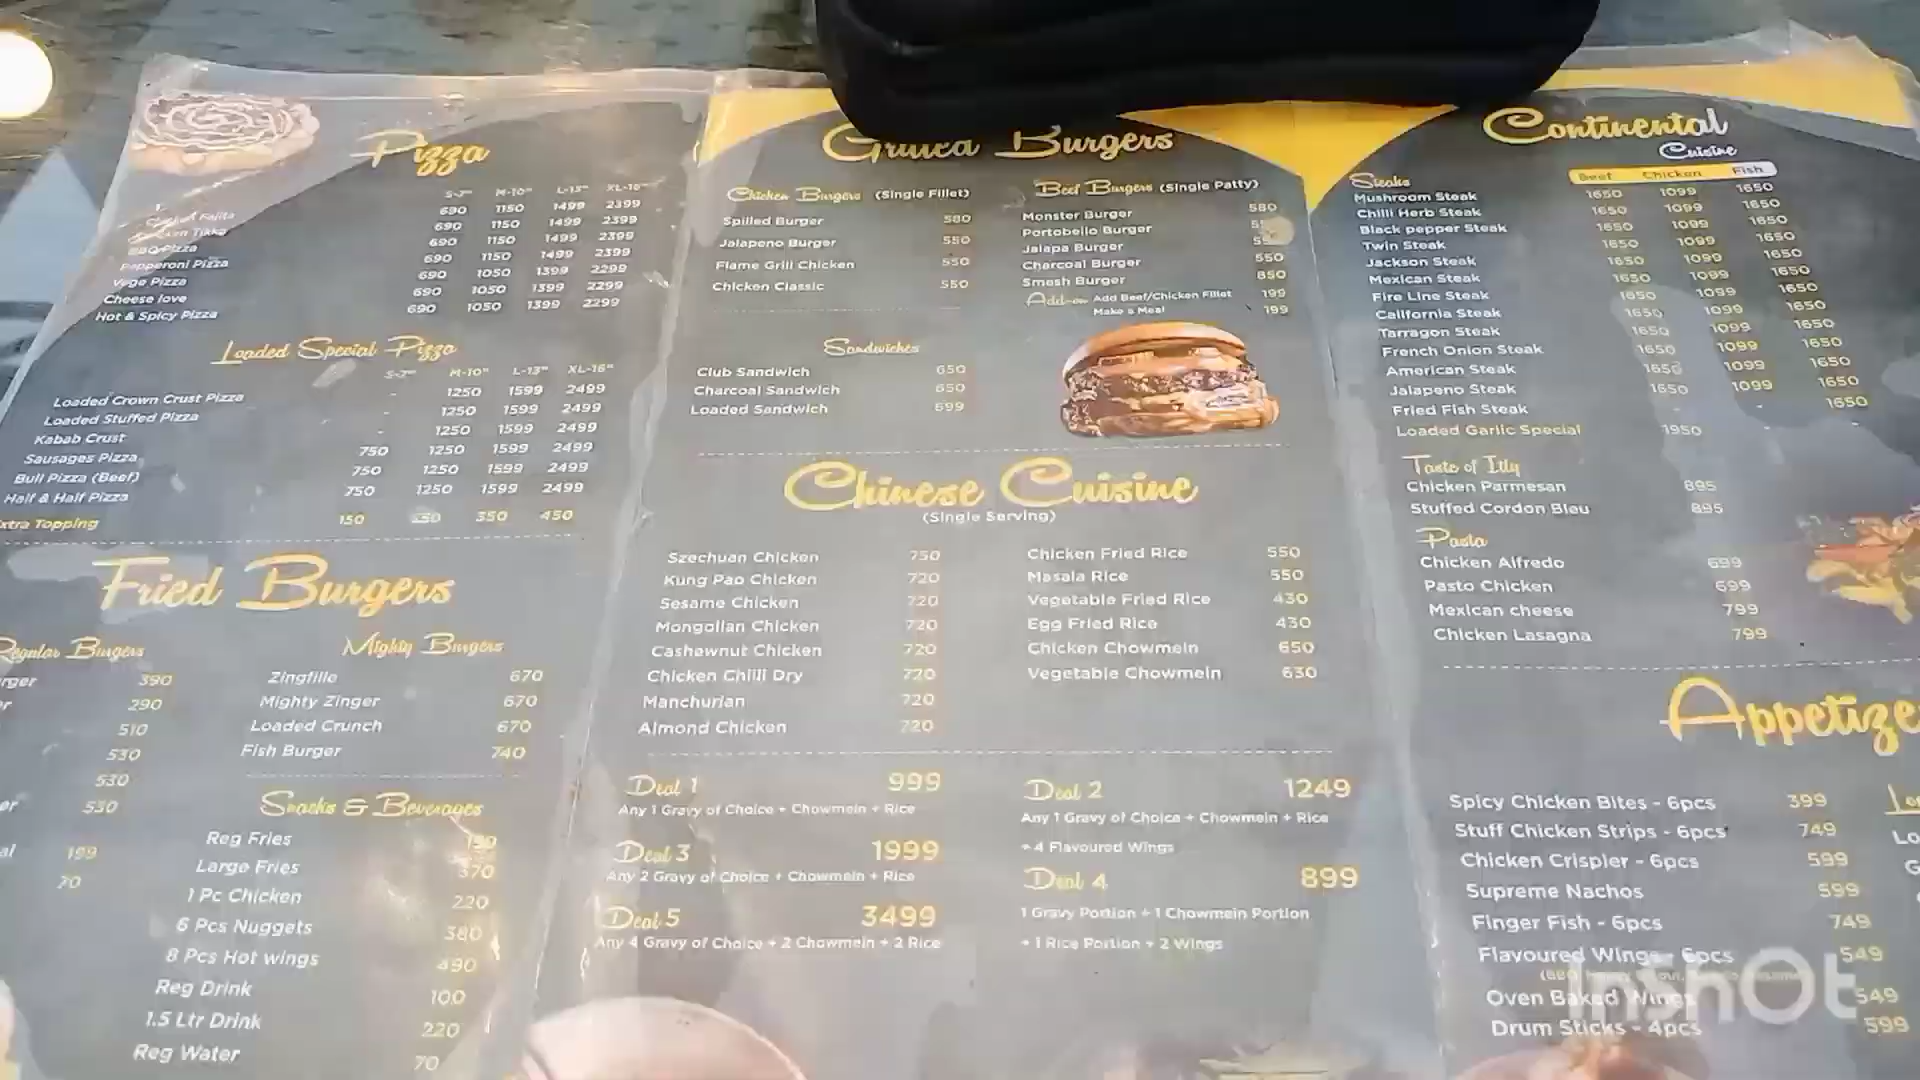 Pizza
S-7" M-10" L-13" XL-16"
Fajita 690 1150 1499 2399
Tikka 690 1150 1499 2399
BBQ Pizza 690 1150 1499 2399
Pepperoni Pizza 690 1150 1499 2399
Vege Pizza 690 1050 1399 2299
Cheese love 690 1050 1399 2299
Hot & Spicy Pizza 690 1050 1399 2299
Loaded Special Pizza
S-7" M-10" L-13" XL-16"
Loaded Crown Crust Pizza - 1250 1599 2499
Loaded Stuffed Pizza - 1250 1599 2499
Kabab Crust - 1250 1599 2499
Sausages Pizza 750 1250 1599 2499
Bull Pizza (Beef) 750 1250 1599 2499
Half & Half Pizza 750 1250 1599 2499
xtra Topping 150 350 450
Fried Burgers
Regular Burgers
rger 390
r 290
510
530
530
er 530
al 199
70
Mighty Burgers
Zingfille 670
Mighty Zinger 670
Loaded Crunch 670
Fish Burger 740
Snacks & Beverages
Reg Fries
Large Fries 370
1 Pc Chicken 220
6 Pcs Nuggets 380
8 Pcs Hot wings 490
Reg Drink 100
1.5 Ltr Drink 220
Reg Water 70
Burgers
Chicken Burgers (Single Fillet)
Spilled Burger 580
Jalapeno Burger 550
Flame Grill Chicken 550
Chicken Classic 550
Beef Burgers (Single Patty)
Monster Burger 580
Portobello Burger
Jalapa Burger
Charcoal Burger 550
Smash Burger 850
Add-on Add Beef/Chicken Fillet 199
Make a Meal 199
Sandwiches
Club Sandwich 650
Charcoal Sandwich 650
Loaded Sandwich 699
Chinese Cuisine
(Single Serving)
Szechuan Chicken 750
Kung Pao Chicken 720
Sesame Chicken 720
Mongolian Chicken 720
Cashewnut Chicken 720
Chicken Chilli Dry 720
Manchurian 720
Almond Chicken 720
Chicken Fried Rice 550
Masala Rice 550
Vegetable Fried Rice 430
Egg Fried Rice 430
Chicken Chowmein 650
Vegetable Chowmein 630
Deal 1 999
Any 1 Gravy of Choice + Chowmein + Rice
Deal 2 1249
Any 1 Gravy of Choice + Chowmein + Rice
+ 4 Flavoured Wings
Deal 3 1999
Any 2 Gravy of Choice + Chowmein + Rice
Deal 4 899
1 Gravy Portion + 1 Chowmein Portion
+ 1 Rice Portion + 2 Wings
Deal 5 3499
Any 4 Gravy of Choice + 2 Chowmein + 2 Rice
Continental
Cuisine
Steaks Beef Chicken Fish
Mushroom Steak 1650 1099 1650
Chilli Herb Steak 1650 1099 1650
Black pepper Steak 1650 1099 1650
Twin Steak 1650 1099 1650
Jackson Steak 1650 1099 1650
Mexican Steak 1650 1099 1650
Fire Line Steak 1650 1099 1650
California Steak 1650 1099 1650
Tarragon Steak 1650 1099 1650
French Onion Steak 1650 1099 1650
American Steak 1650 1099 1650
Jalapeno Steak 1650 1099 1650
Fried Fish Steak 1650
Loaded Garlic Special 1950
Taste of Itly
Chicken Parmesan 895
Stuffed Cordon Bleu 895
Pasta
Chicken Alfredo 699
Pasto Chicken 699
Mexican cheese 799
Chicken Lasagna 799
Appetize
Spicy Chicken Bites - 6pcs 399
Stuff Chicken Strips - 6pcs 749
Chicken Crispier - 6pcs 599
Supreme Nachos 599
Finger Fish - 6pcs 749
Flavoured Wings - 6pcs 549
Oven Baked Wings 549
Drum Sticks - 4pcs 599
Lo
G
InShOt